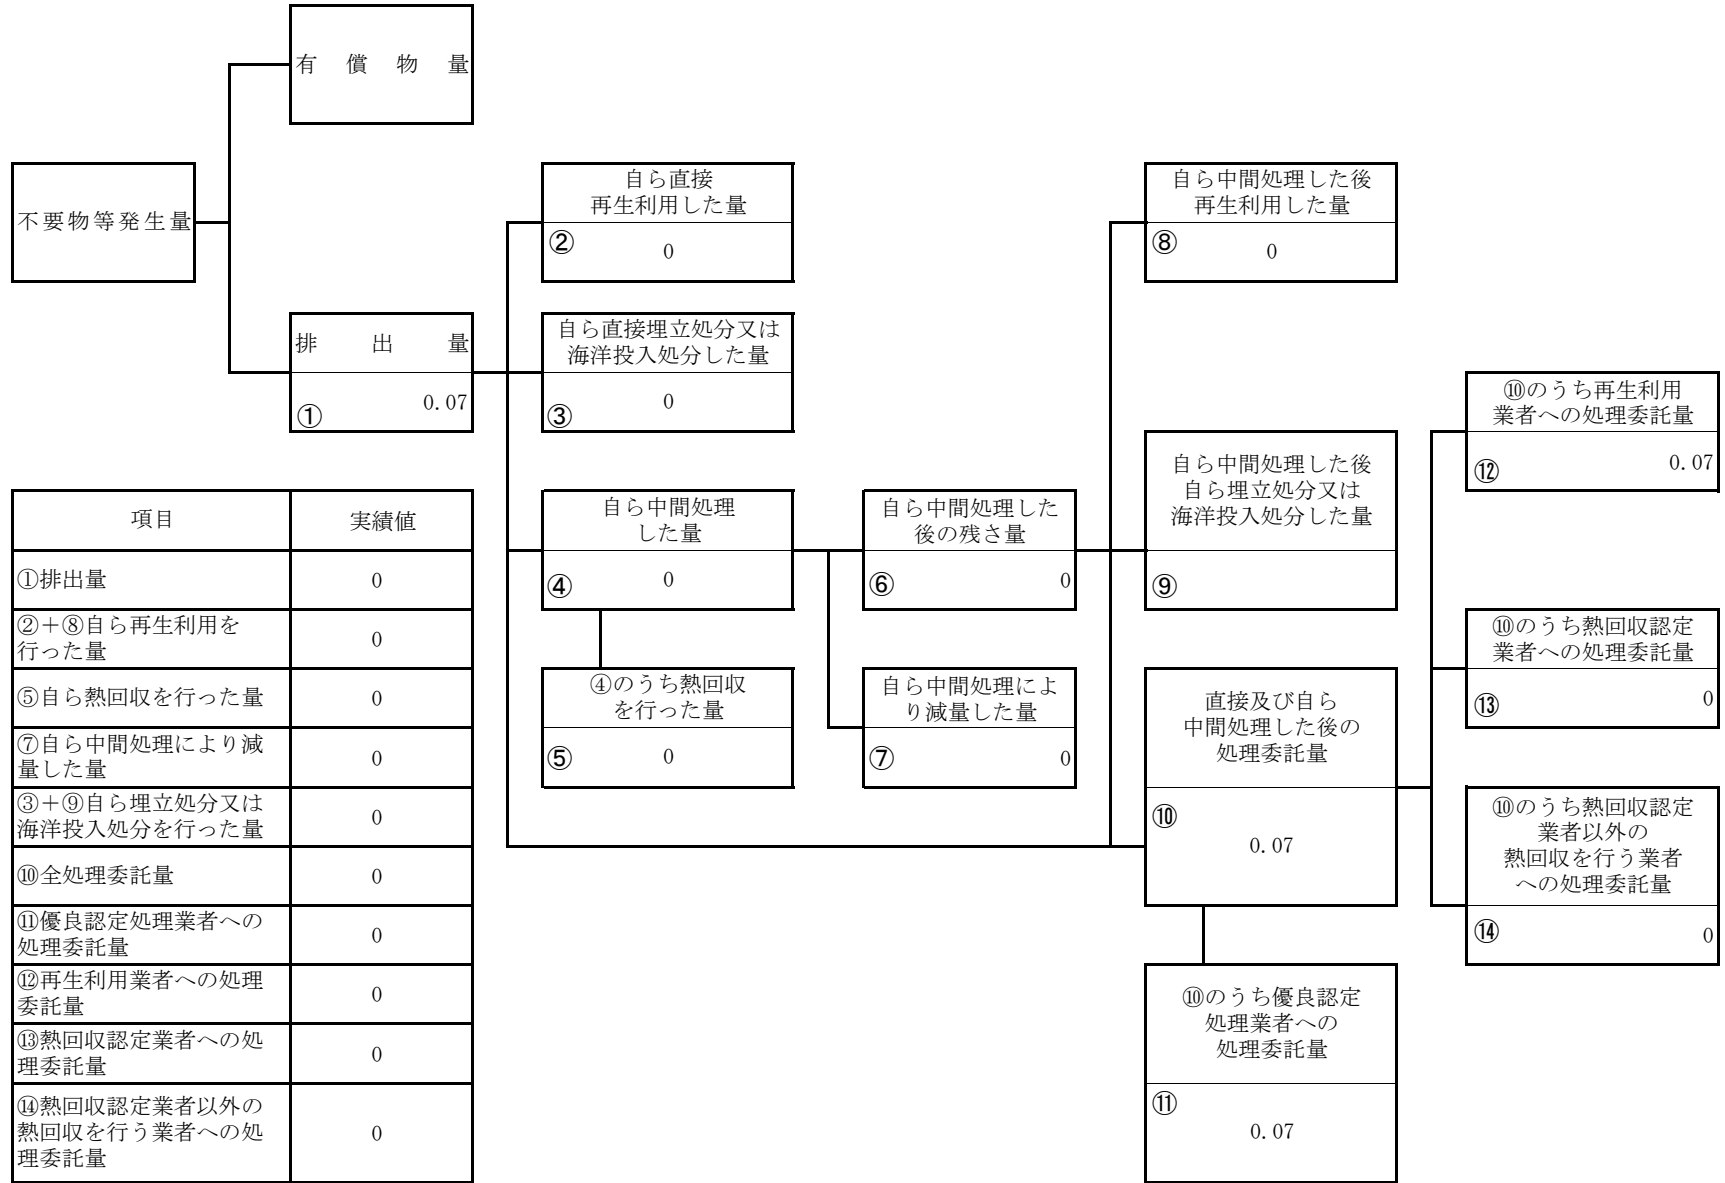 有償物量
不要物等発生量
排出量
①
0.07
自ら直接
再生利用した量
②
0
自ら直接埋立処分又は
海洋投入処分した量
③
0
自ら中間処理
した量
④
0
④のうち熱回収
を行った量
⑤
0
自ら中間処理した
後の残さ量
⑥
0
自ら中間処理によ
り減量した量
⑦
0
自ら中間処理した後
再生利用した量
⑧
0
自ら中間処理した後
自ら埋立処分又は
海洋投入処分した量
⑨
直接及び自ら
中間処理した後の
処理委託量
⑩
0.07
⑩のうち優良認定
処理業者への
処理委託量
⑪
0.07
⑩のうち再生利用
業者への処理委託量
⑫
0.07
⑩のうち熱回収認定
業者への処理委託量
⑬
0
⑩のうち熱回収認定
業者以外の
熱回収を行う業者
への処理委託量
⑭
0
項目 実績値
①排出量 0
②＋⑧自ら再生利用を
行った量 0
⑤自ら熱回収を行った量 0
⑦自ら中間処理により減
量した量 0
③＋⑨自ら埋立処分又は
海洋投入処分を行った量 0
⑩全処理委託量 0
⑪優良認定処理業者への
処理委託量 0
⑫再生利用業者への処理
委託量 0
⑬熱回収認定業者への処
理委託量 0
⑭熱回収認定業者以外の
熱回収を行う業者への処
理委託量 0